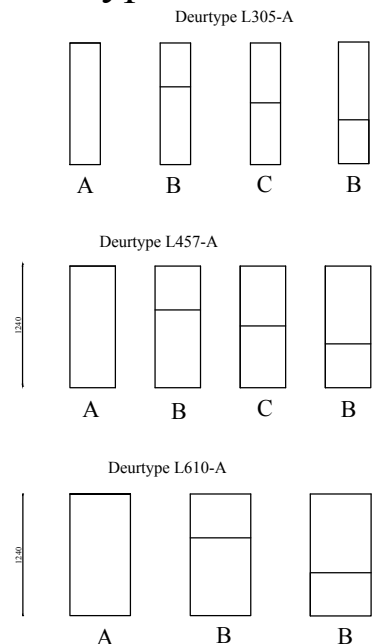 Deurtype L305-A
A B C B
Deurtype L457-A
1240
A B C B
Deurtype L610-A
1240
A B B